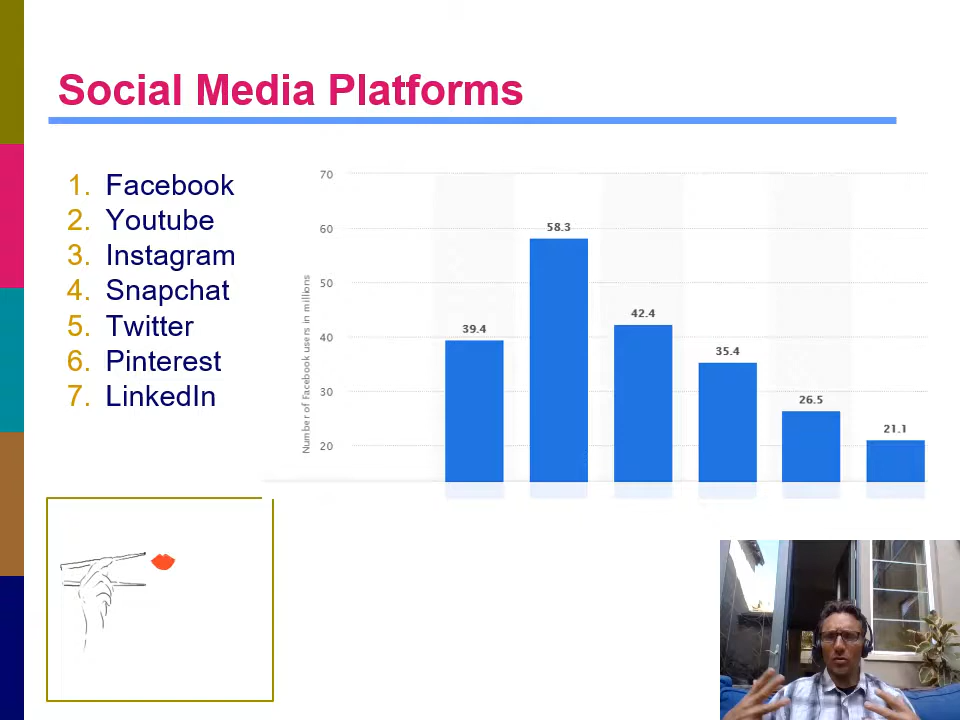 Social Media Platforms
1. Facebook
2. Youtube
3. Instagram
4. Snapchat
5. Twitter
6. Pinterest
7. LinkedIn
Number of Facebook users in millions
70
60
50
40
30
20
39.4
58.3
42.4
35.4
26.5
21.1